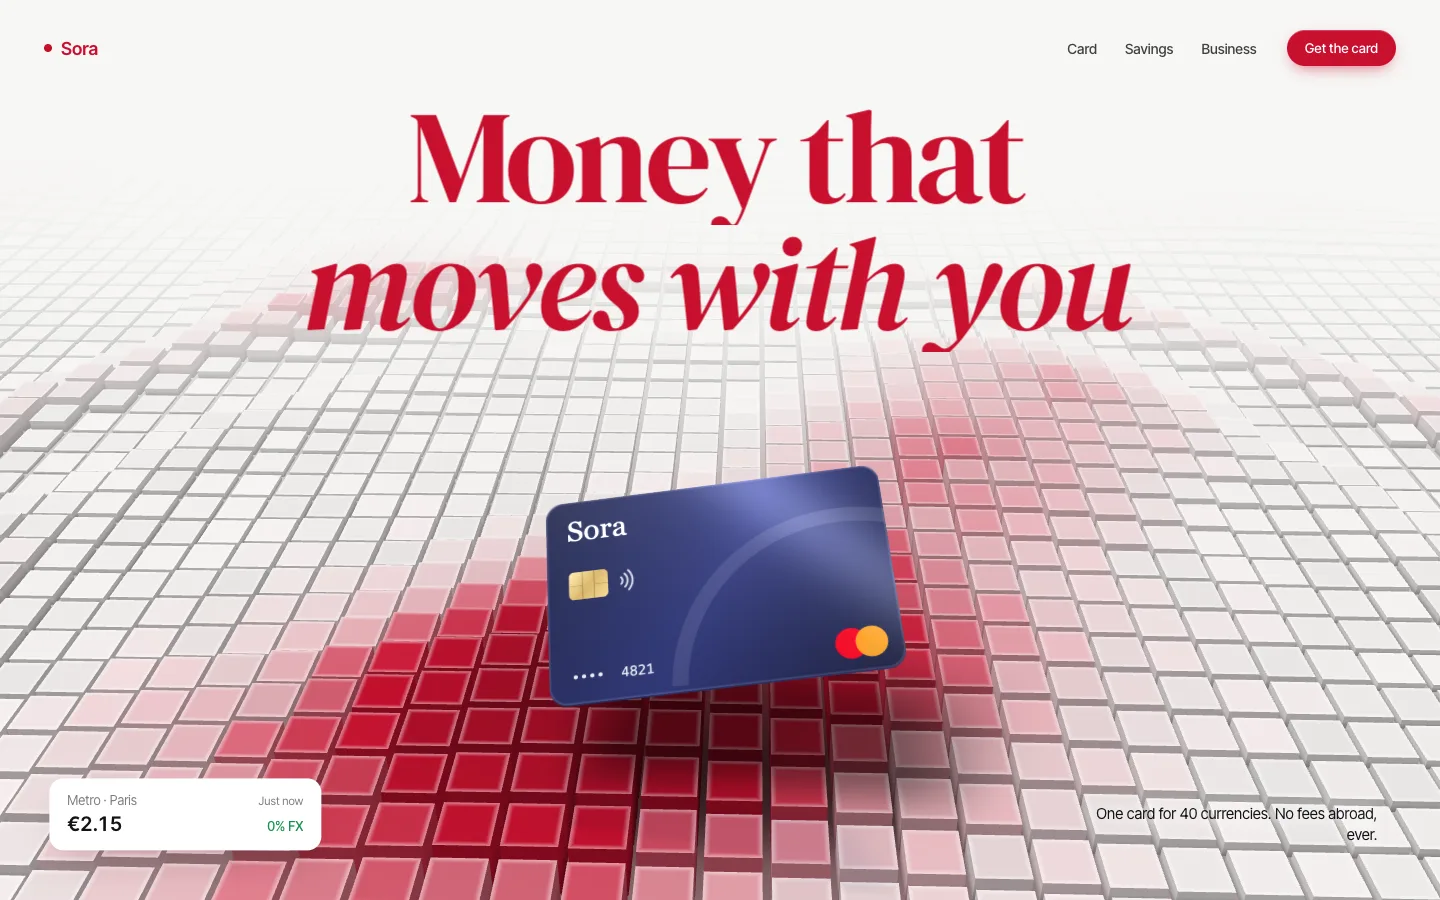 Sora
Card
Savings
Business
Get the card
Money that
moves with you
Sora
•••• 4821
Metro · Paris
Just now
€2.15
0% FX
One card for 40 currencies. No fees abroad,
ever.